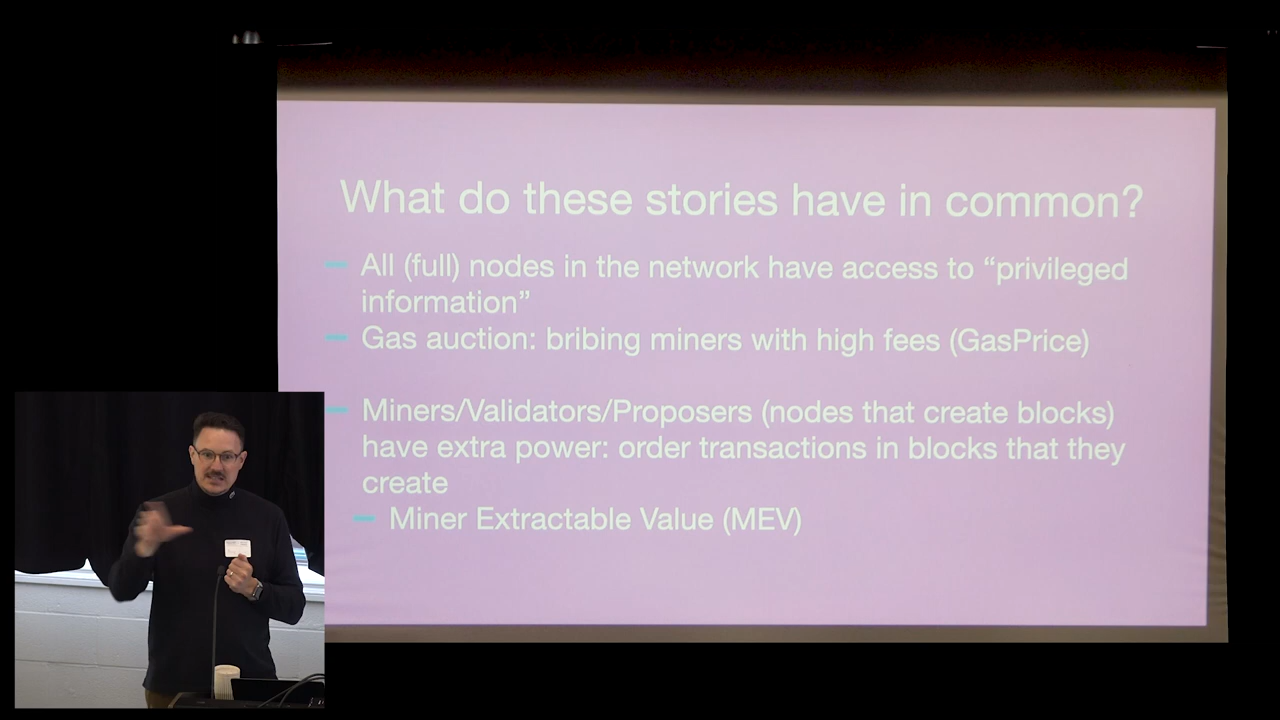 What do these stories have in common?
All (full) nodes in the network have access to “privileged
information”
Gas auction: bribing miners with high fees (GasPrice)
Miners/Validators/Proposers (nodes that create blocks)
have extra power: order transactions in blocks that they
create
Miner Extractable Value (MEV)